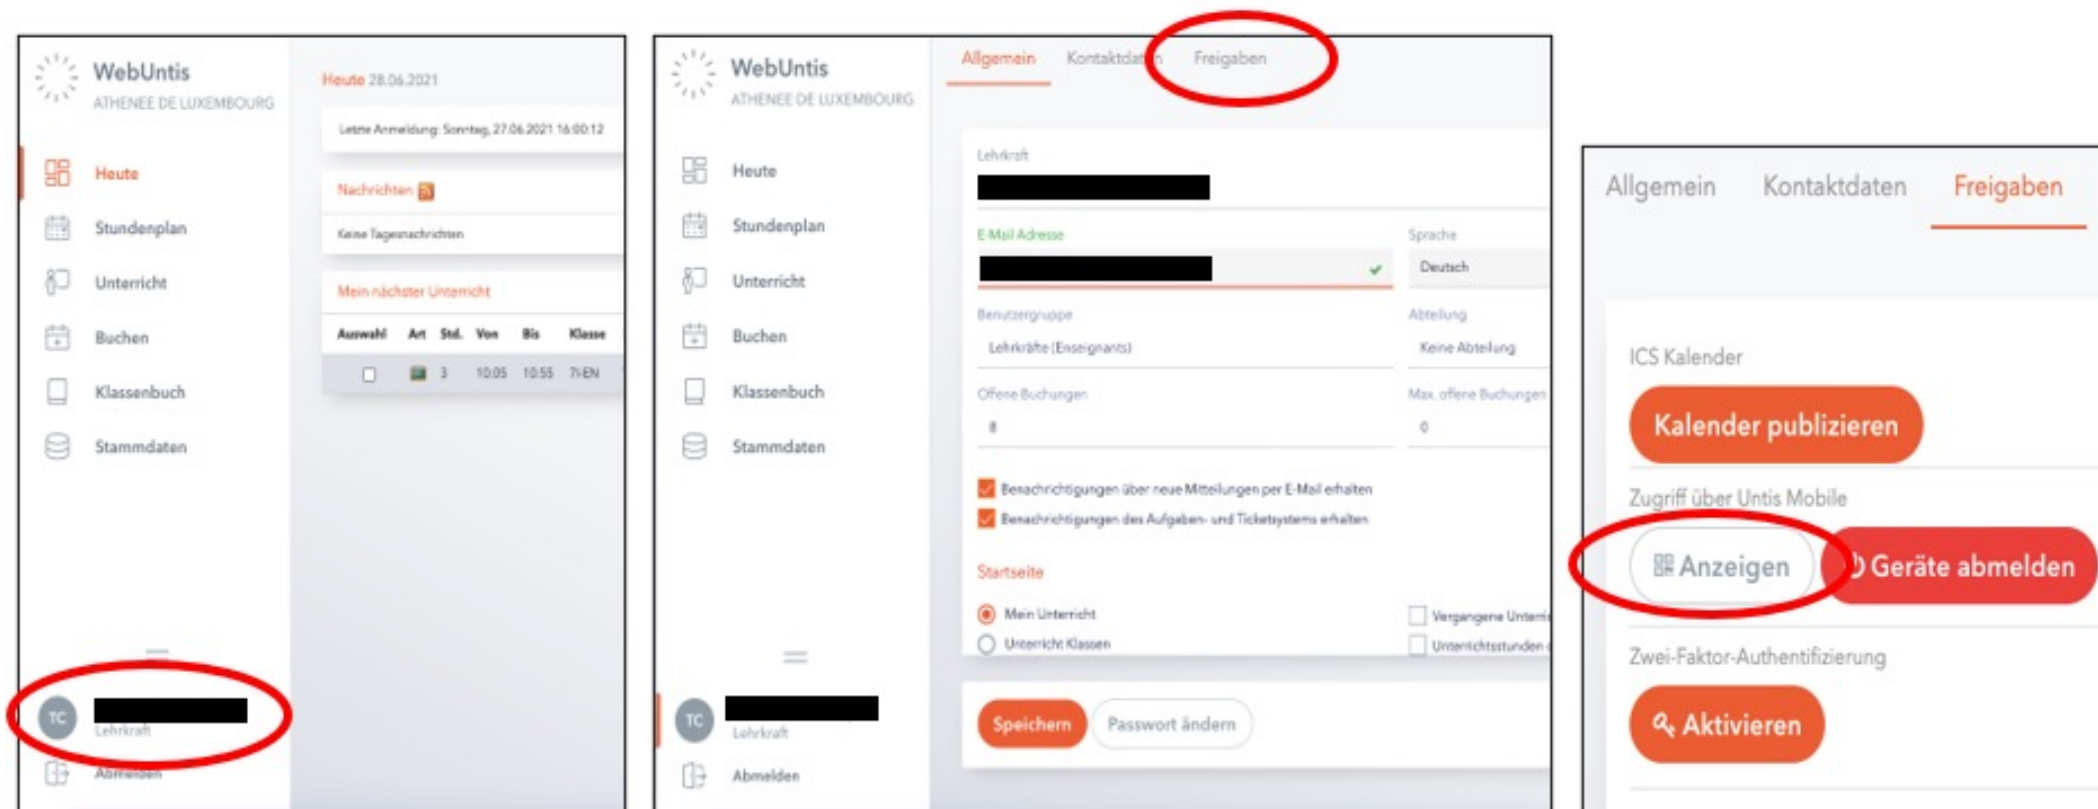 WebUntis
ATHENEE DE LUXEMBOURG
Heute
Stundenplan
Unterricht
Buchen
Klassenbuch
Stammdaten
TC
Lehrkraft
Abmelden
Heute 28.06.2021
Letzte Anmeldung: Sonntag, 27.06.2021 16:00:12
Nachrichten
Keine Tagesnachrichten
Mein nächster Unterricht
Auswahl Art Std. Von Bis Klasse
3 10:05 10:55 7I-EN
WebUntis
ATHENEE DE LUXEMBOURG
Heute
Stundenplan
Unterricht
Buchen
Klassenbuch
Stammdaten
TC
Lehrkraft
Abmelden
Allgemein Kontaktdaten Freigaben
Lehrkraft
E-Mail Adresse Sprache
Deutsch
Benutzergruppe Abteilung
Lehrkräfte (Enseignants) Keine Abteilung
Offene Buchungen Max. offene Buchungen
8 0
Benachrichtigungen über neue Mitteilungen per E-Mail erhalten
Benachrichtigungen des Aufgaben- und Ticketsystems erhalten
Startseite
Mein Unterricht Vergangene
Unterricht Klassen Unterrichtsstunden
Speichern Passwort ändern
Allgemein Kontaktdaten Freigaben
ICS Kalender
Kalender publizieren
Zugriff über Untis Mobile
Anzeigen Geräte abmelden
Zwei-Faktor-Authentifizierung
Aktivieren